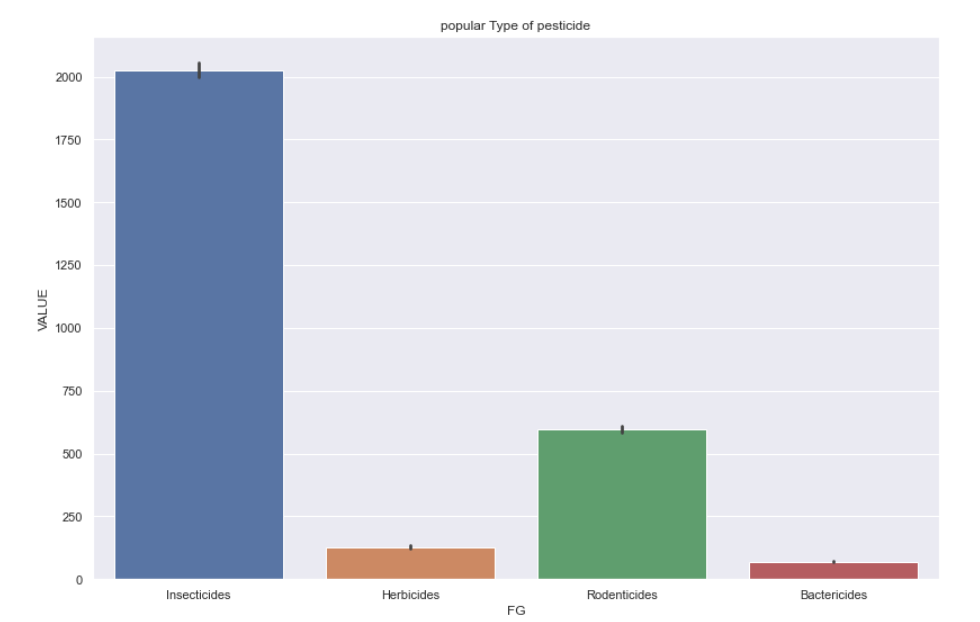 popular Type of pesticide
VALUE
2000
1750
1500
1250
1000
750
500
250
0
Insecticides
Herbicides
Rodenticides
Bactericides
FG